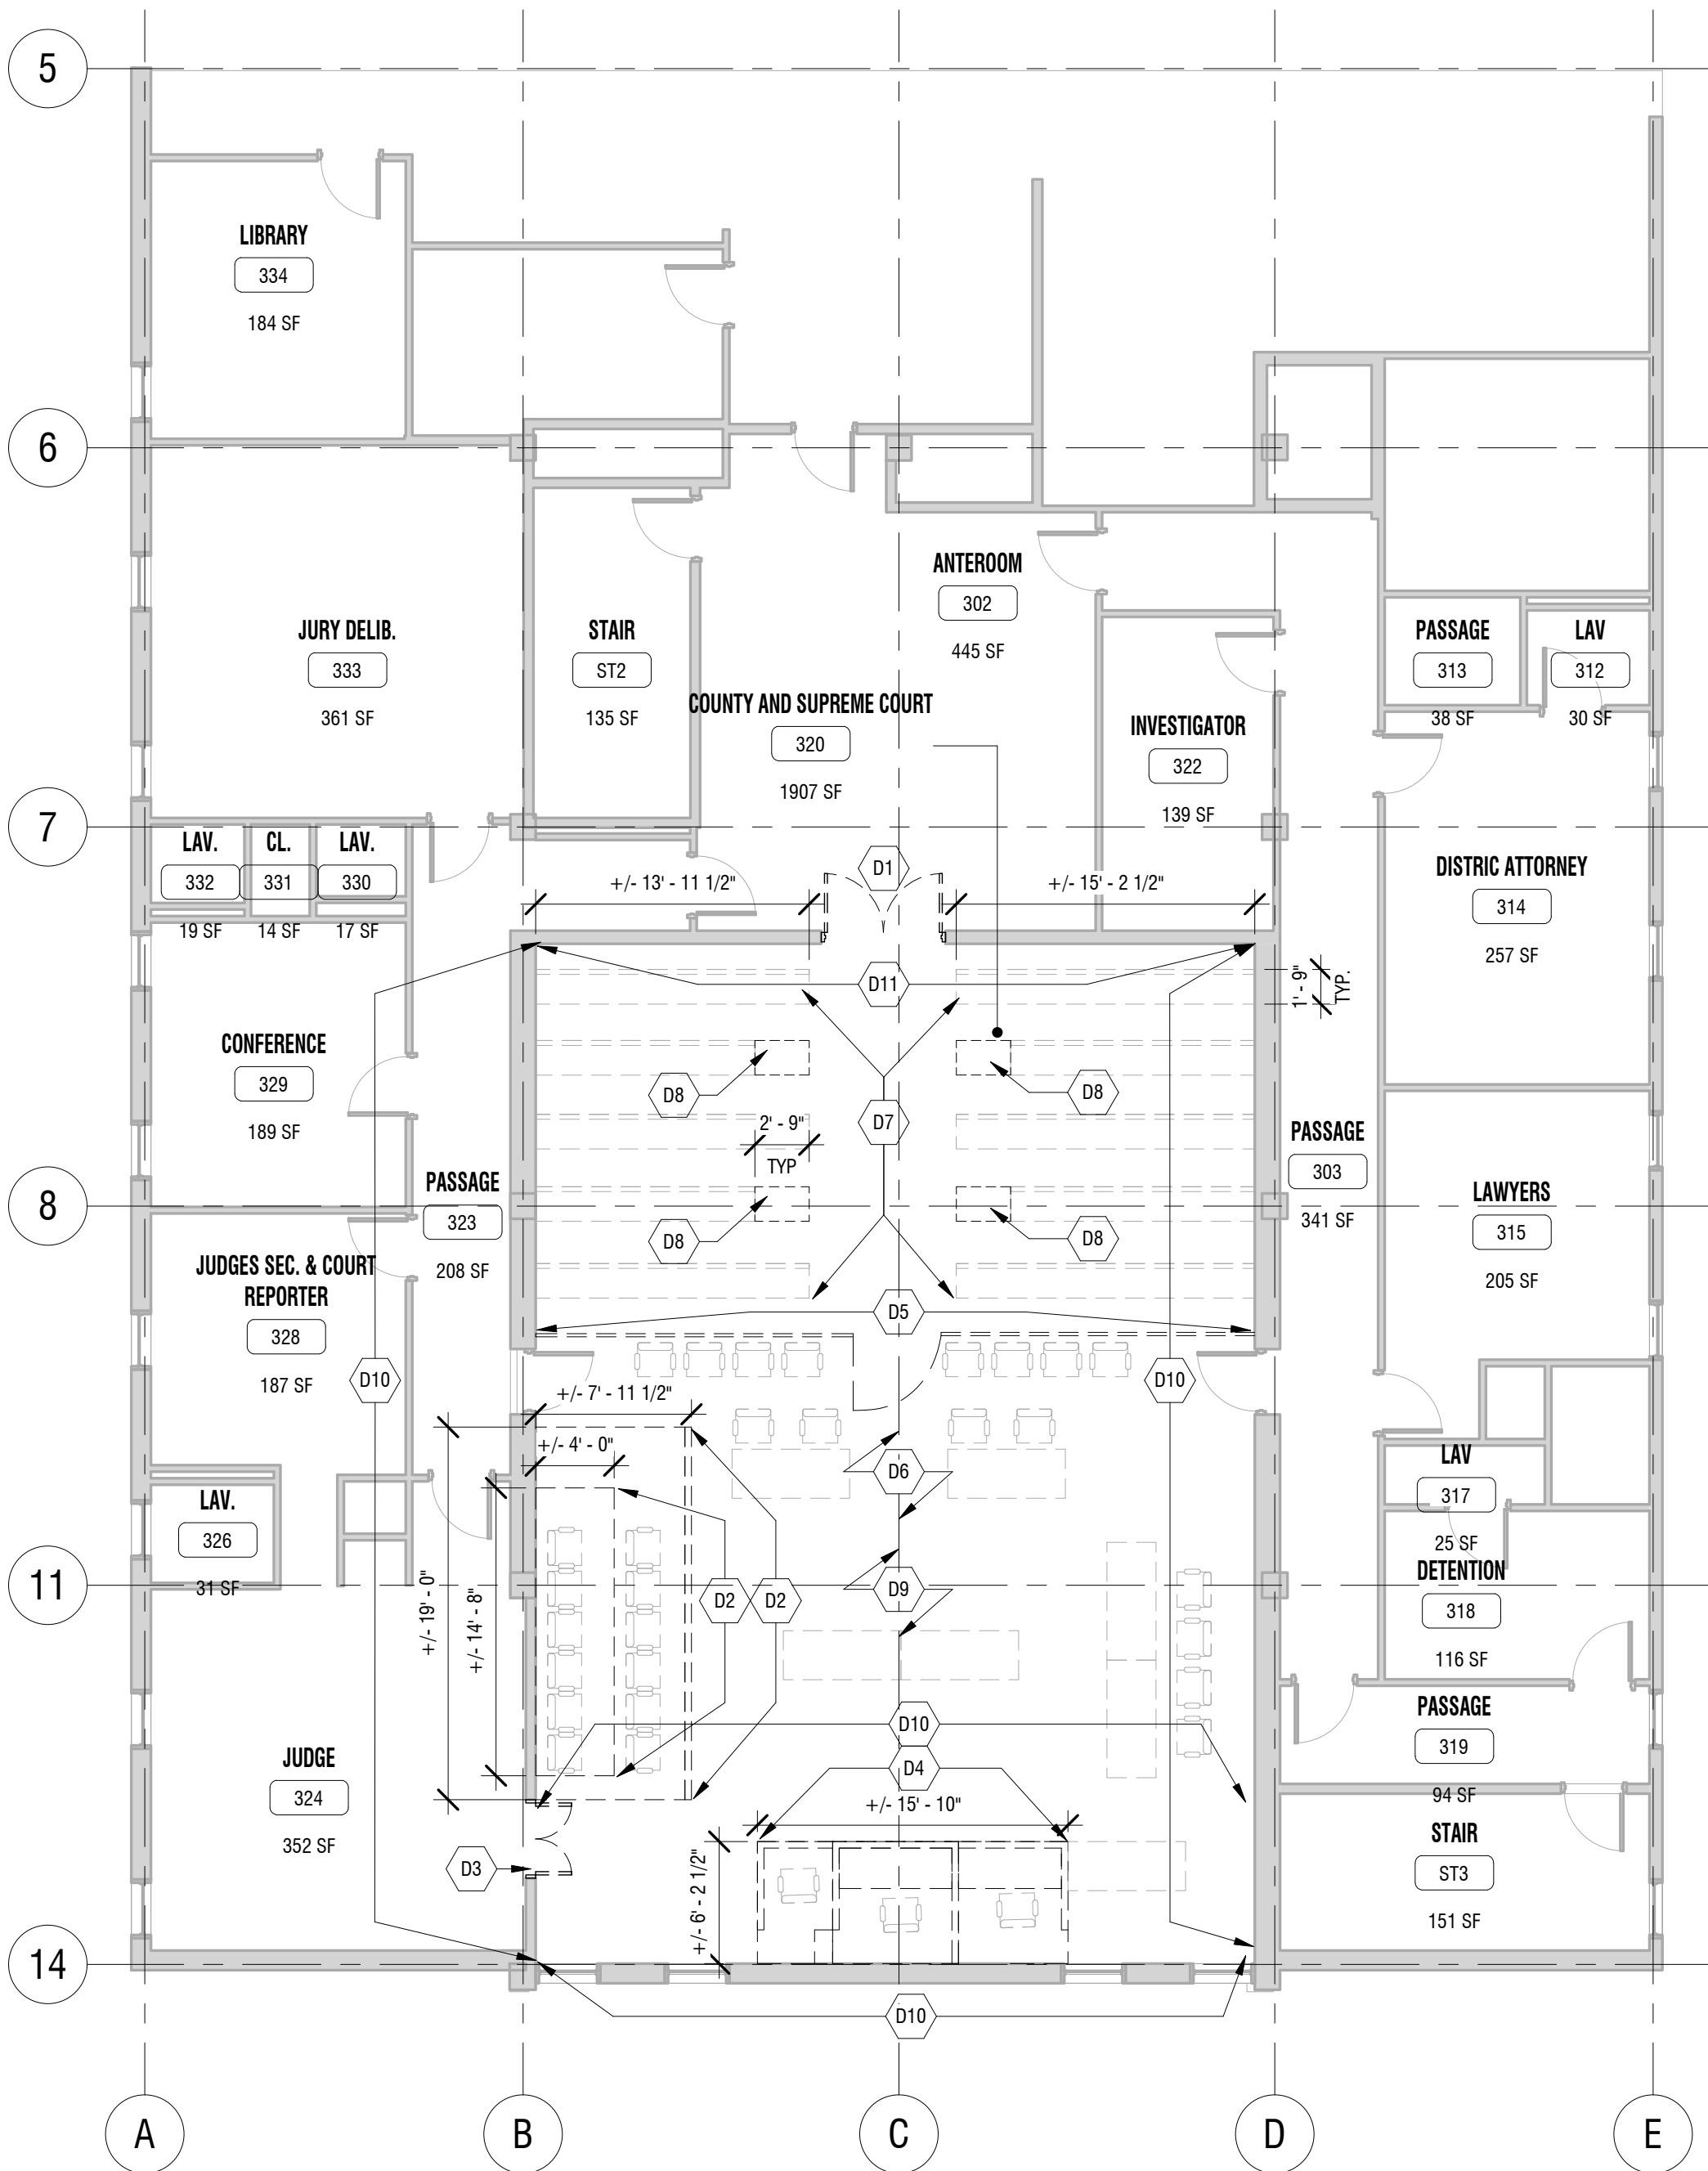 5
LIBRARY
334
184 SF
6
ANTEROOM
302
445 SF
JURY DELIB.
333
361 SF
STAIR
ST2
135 SF
PASSAGE
313
38 SF
LAV
312
30 SF
COUNTY AND SUPREME COURT
320
1907 SF
INVESTIGATOR
322
139 SF
7
LAV.
332
19 SF
CL.
331
14 SF
LAV.
330
17 SF
D1
+/- 13' - 11 1/2"
+/- 15' - 2 1/2"
DISTRIC ATTORNEY
314
257 SF
D11
1' - 9"
TYP.
CONFERENCE
329
189 SF
D8
D8
D7
2' - 9"
TYP
PASSAGE
303
341 SF
PASSAGE
323
208 SF
8
LAWYERS
315
205 SF
D8
D8
JUDGES SEC. & COURT
REPORTER
328
187 SF
D5
D10
D10
+/- 7' - 11 1/2"
+/- 4' - 0"
D6
LAV
317
25 SF
LAV.
326
31 SF
11
+/- 19' - 0"
+/- 14' - 8"
D2
D2
D9
DETENTION
318
116 SF
D10
PASSAGE
319
94 SF
JUDGE
324
352 SF
D4
+/- 15' - 10"
STAIR
ST3
151 SF
D3
+/- 6' - 2 1/2"
14
D10
A
B
C
D
E